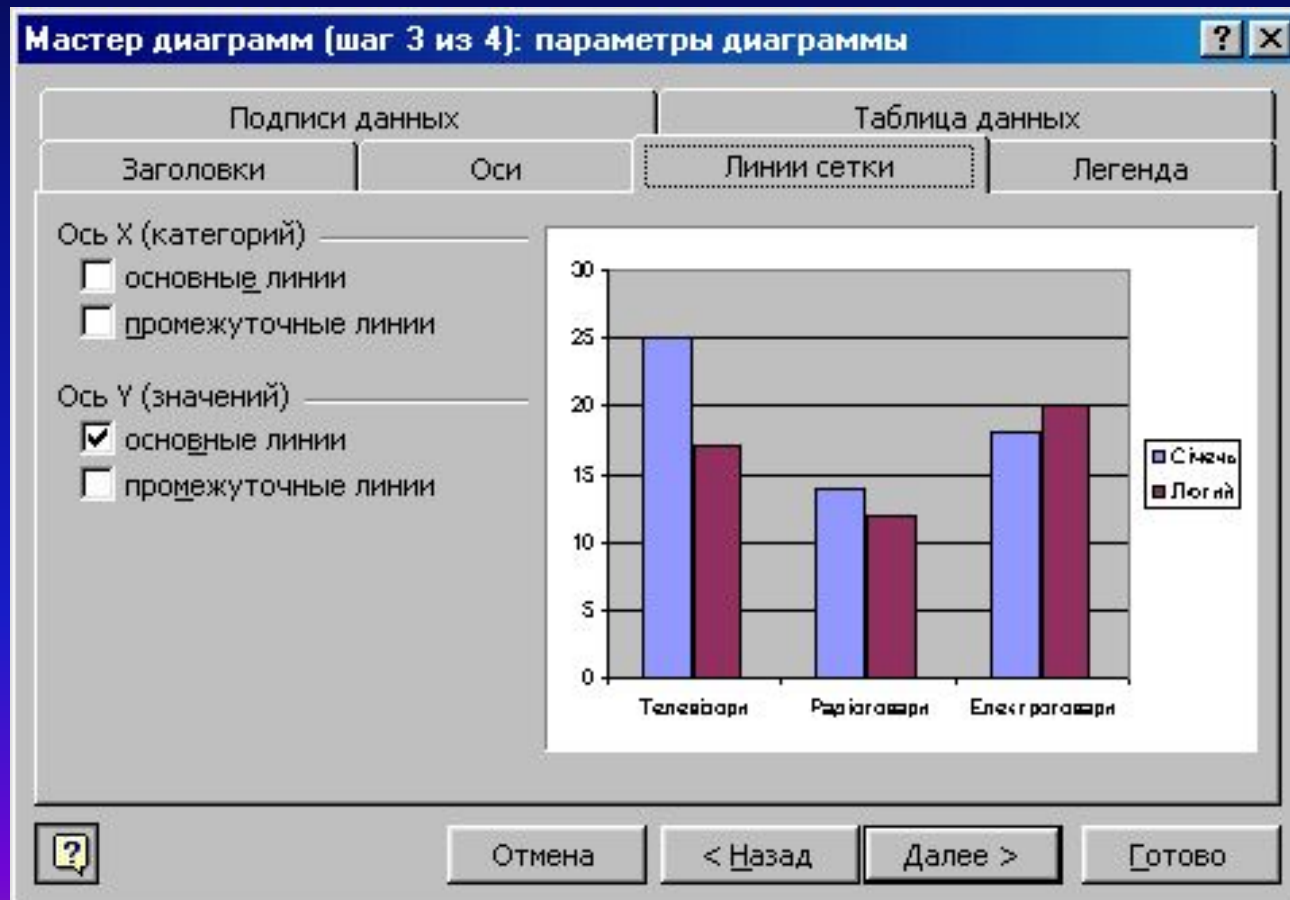 Мастер диаграмм (шаг 3 из 4): параметры диаграммы
Подписи данных
Таблица данных
Заголовки
Оси
Линии сетки
Легенда
Ось X (категорий)
основные линии
промежуточные линии
Ось Y (значений)
основные линии
промежуточные линии
30
25
20
15
10
5
0
Телевізори
Радіотовари
Електротовари
Січень
Лютий
Отмена
< Назад
Далее >
Готово